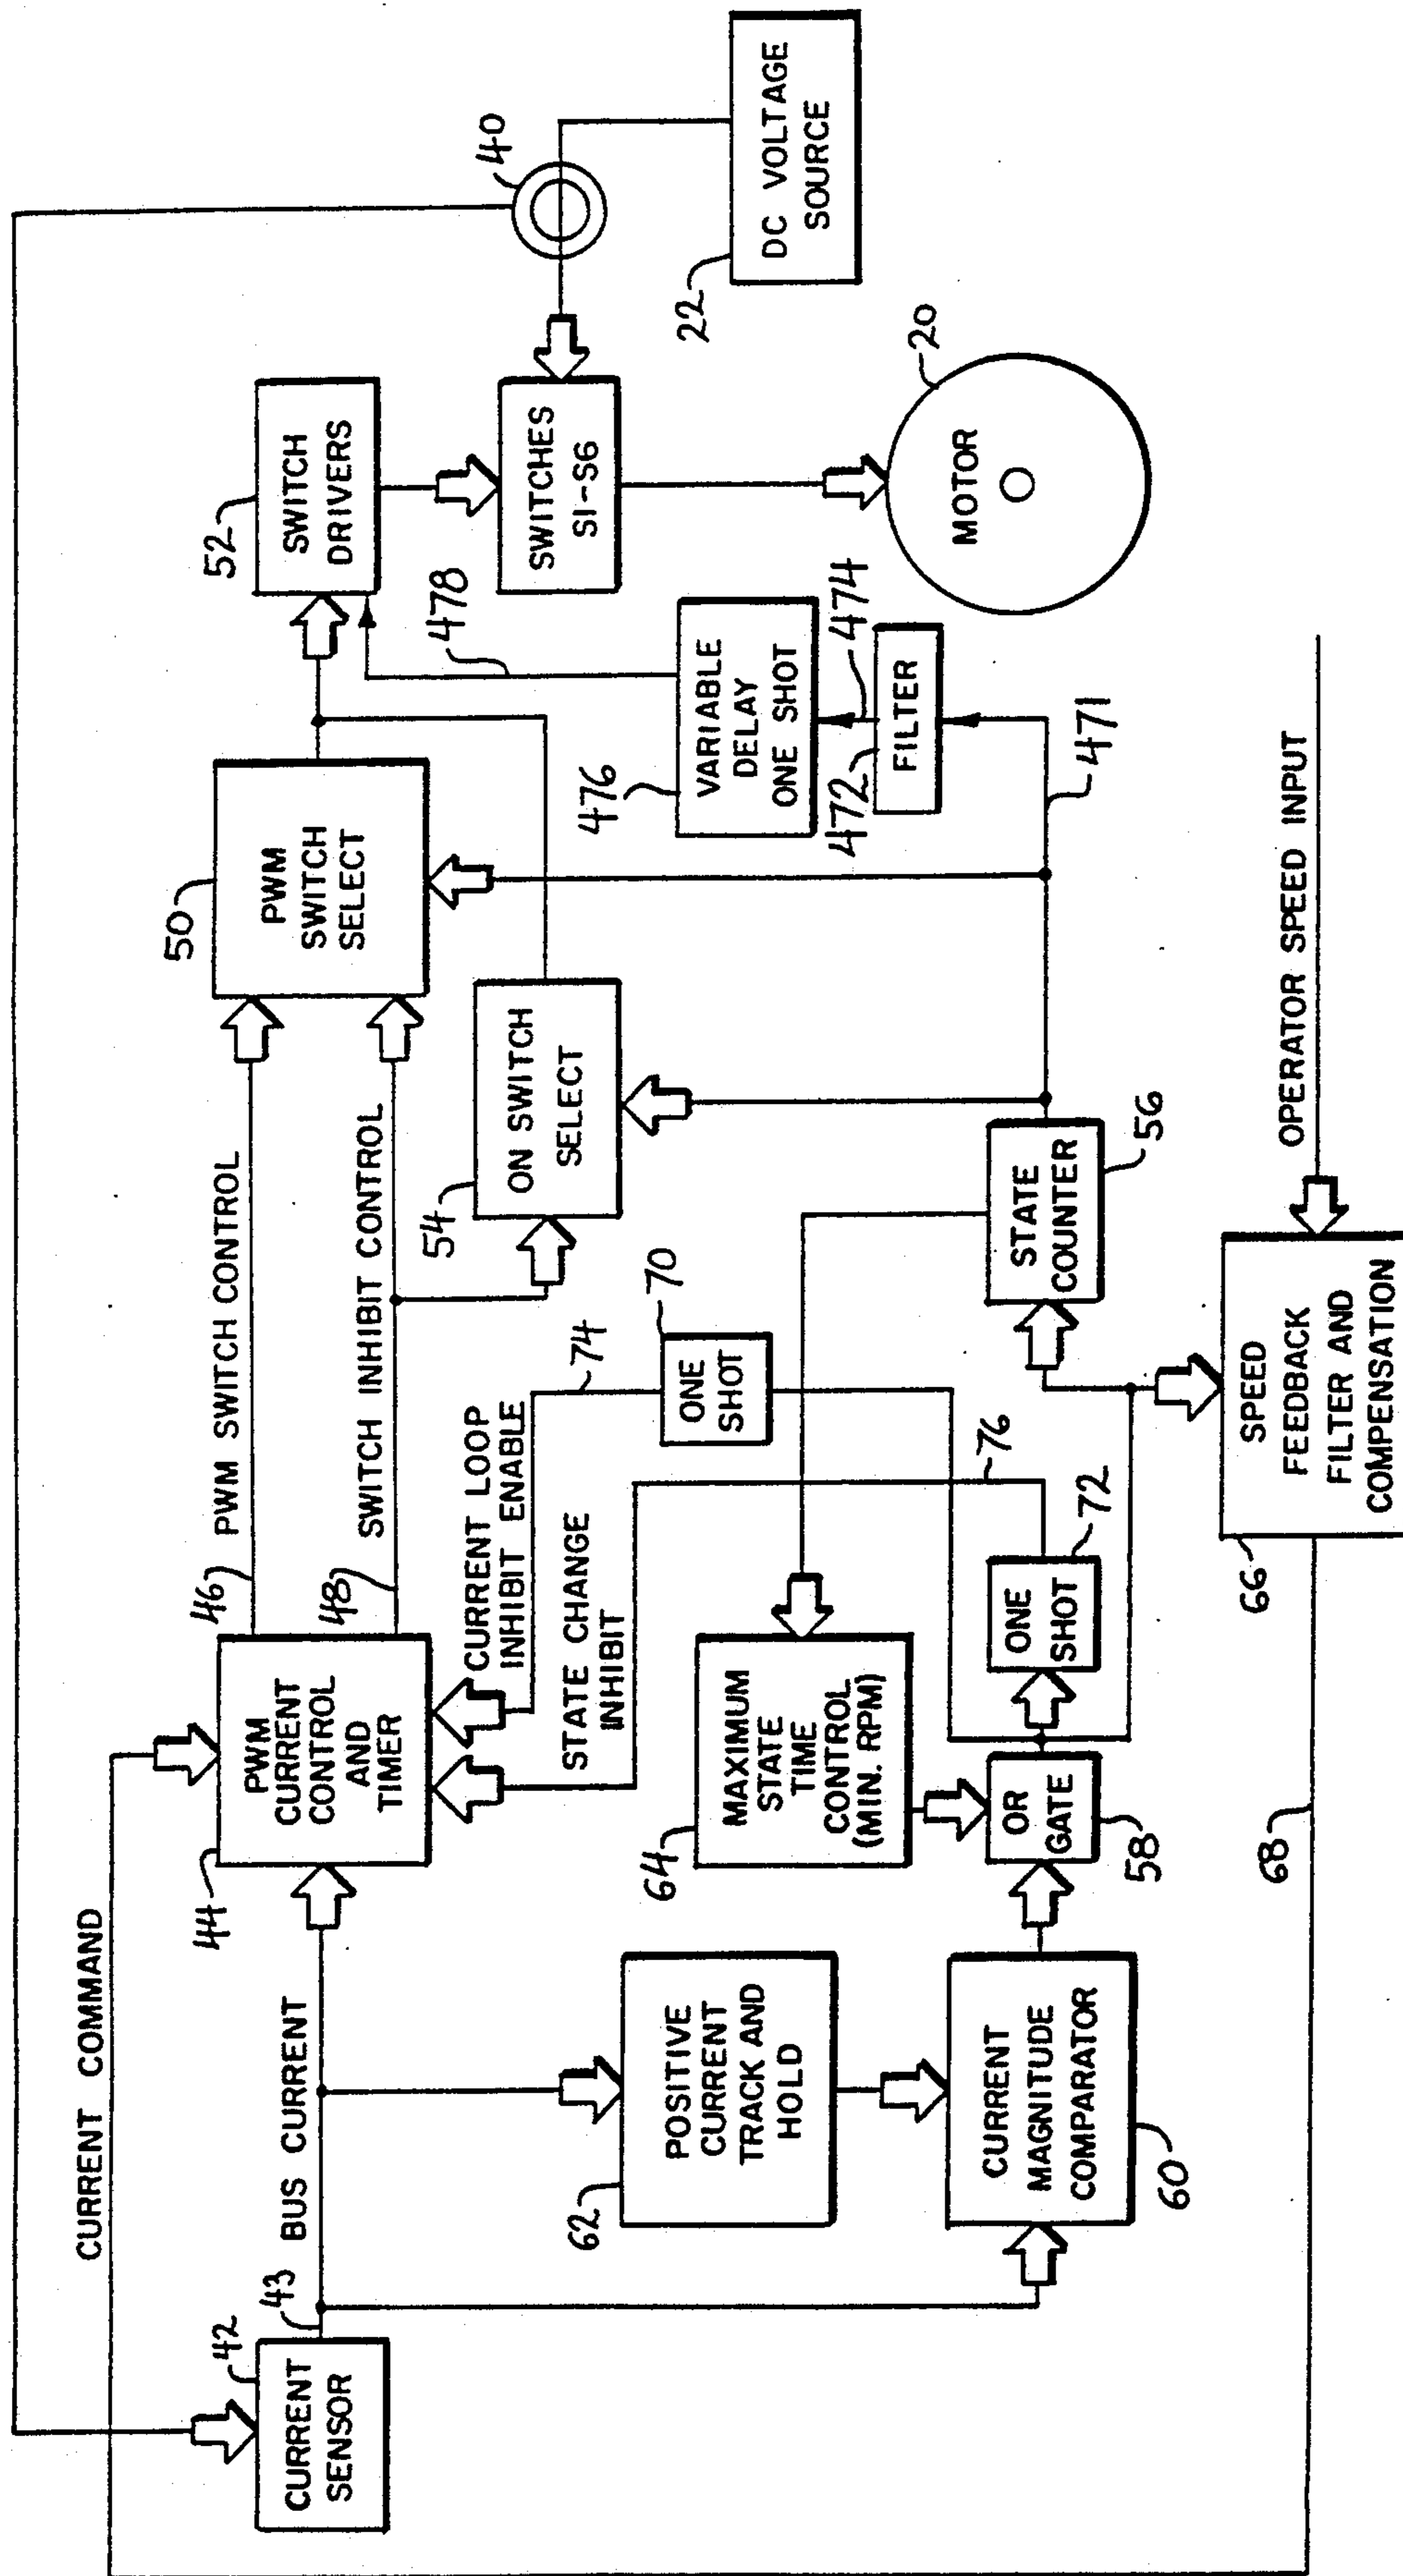 CURRENT COMMAND
CURRENT
SENSOR
42
43
BUS CURRENT
44
PWM
CURRENT
CONTROL
AND
TIMER
46
PWM SWITCH CONTROL
48
SWITCH INHIBIT CONTROL
50
PWM
SWITCH
SELECT
52
SWITCH
DRIVERS
40
CURRENT LOOP
INHIBIT ENABLE
74
STATE CHANGE
INHIBIT
70
ONE
SHOT
54
ON SWITCH
SELECT
478
SWITCHES
S1-S6
62
POSITIVE
CURRENT
TRACK AND
HOLD
64
MAXIMUM
STATE
TIME
CONTROL
(MIN. RPM)
476
VARIABLE
DELAY
ONE SHOT
22
DC VOLTAGE
SOURCE
474
472
FILTER
20
MOTOR
CURRENT
MAGNITUDE
COMPARATOR
60
OR
GATE
58
76
ONE
SHOT
72
STATE
COUNTER
56
471
68
66
SPEED
FEEDBACK
FILTER AND
COMPENSATION
OPERATOR SPEED INPUT